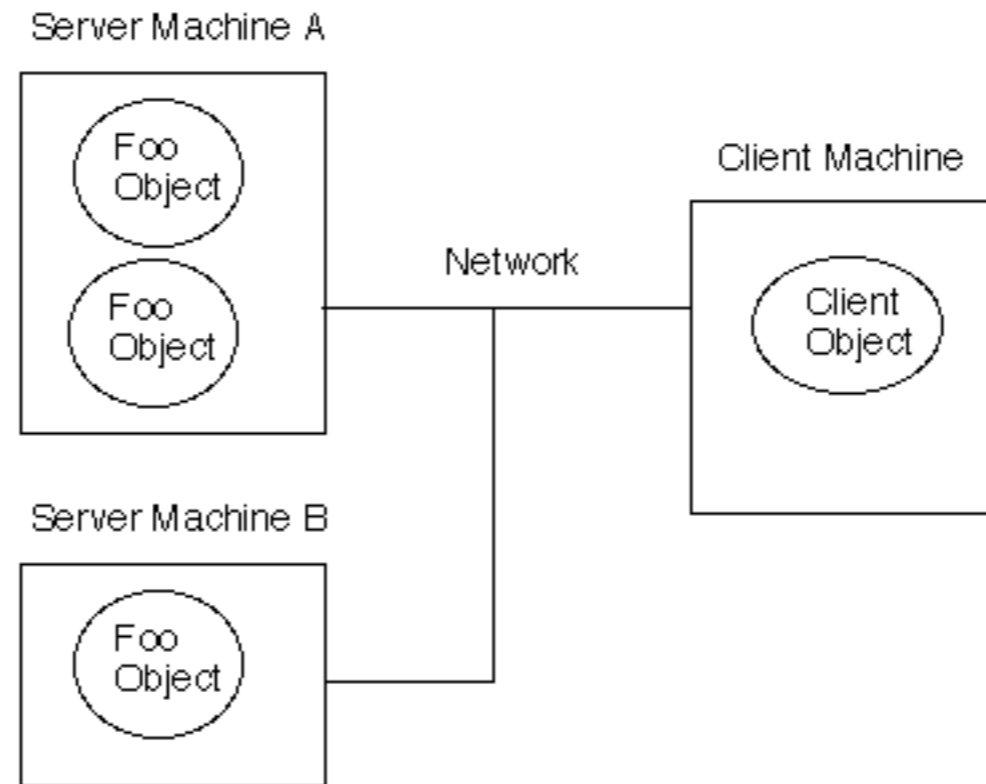 Server Machine A
Foo
Object
Foo
Object
Network
Client Machine
Client
Object
Server Machine B
Foo
Object